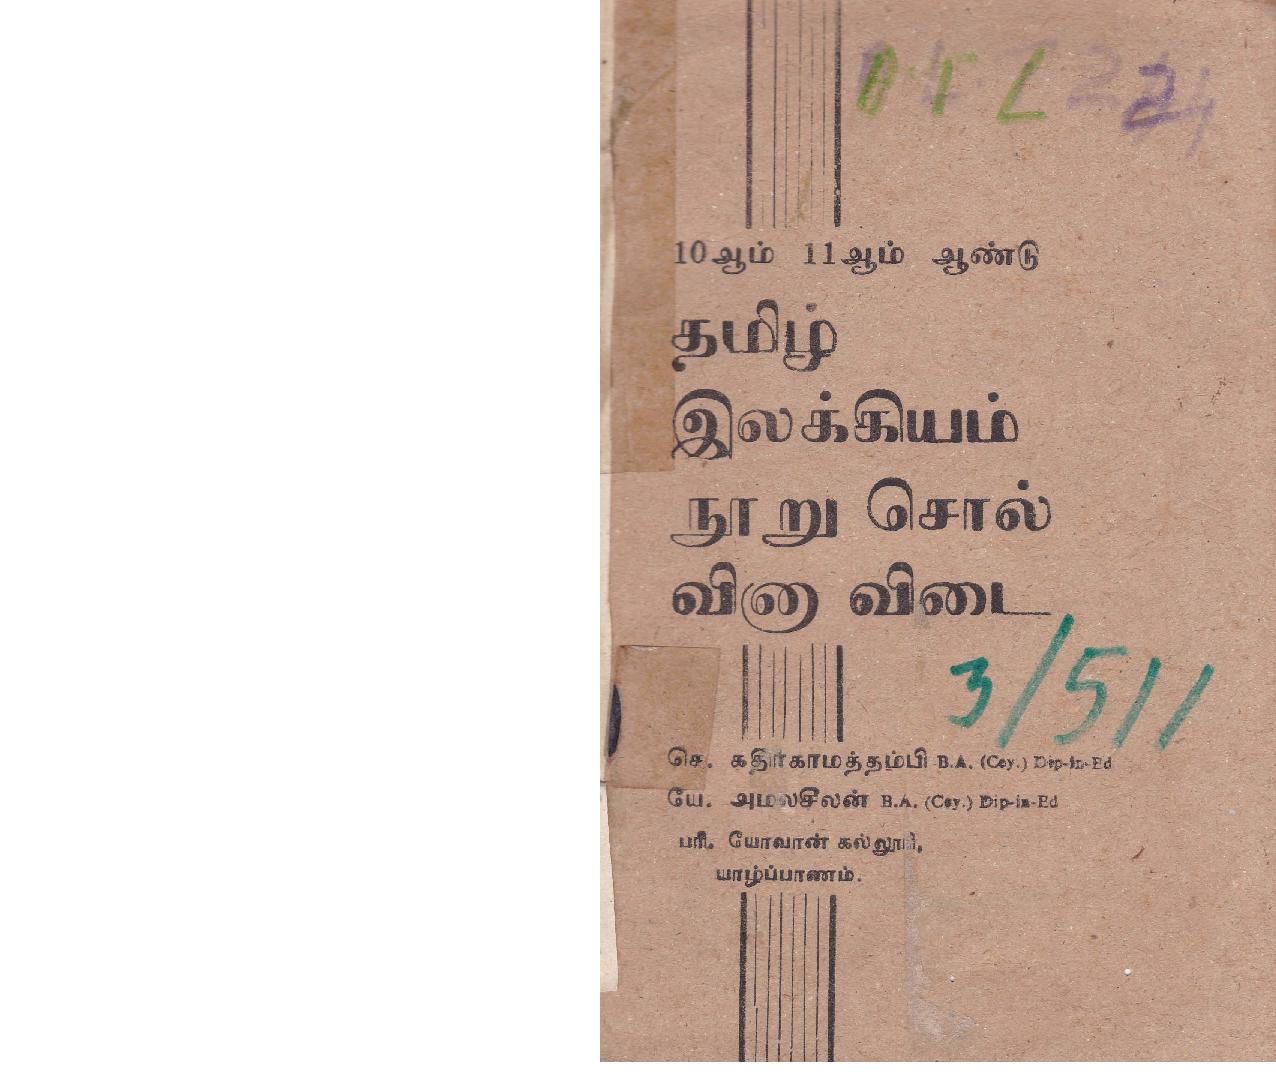 10ஆம் 11ஆம் ஆண்டு
தமிழ்
இலக்கியம்
நூறு சொல்
வினா விடை
3/511
செ. கதிர்காமத்தம்பி B.A. (Cey.) Dip-in-Ed
யே. அமலசீலன் B.A. (Cey.) Dip-in-Ed
பரி. யோவான் கல்லூரி,
யாழ்ப்பாணம்.